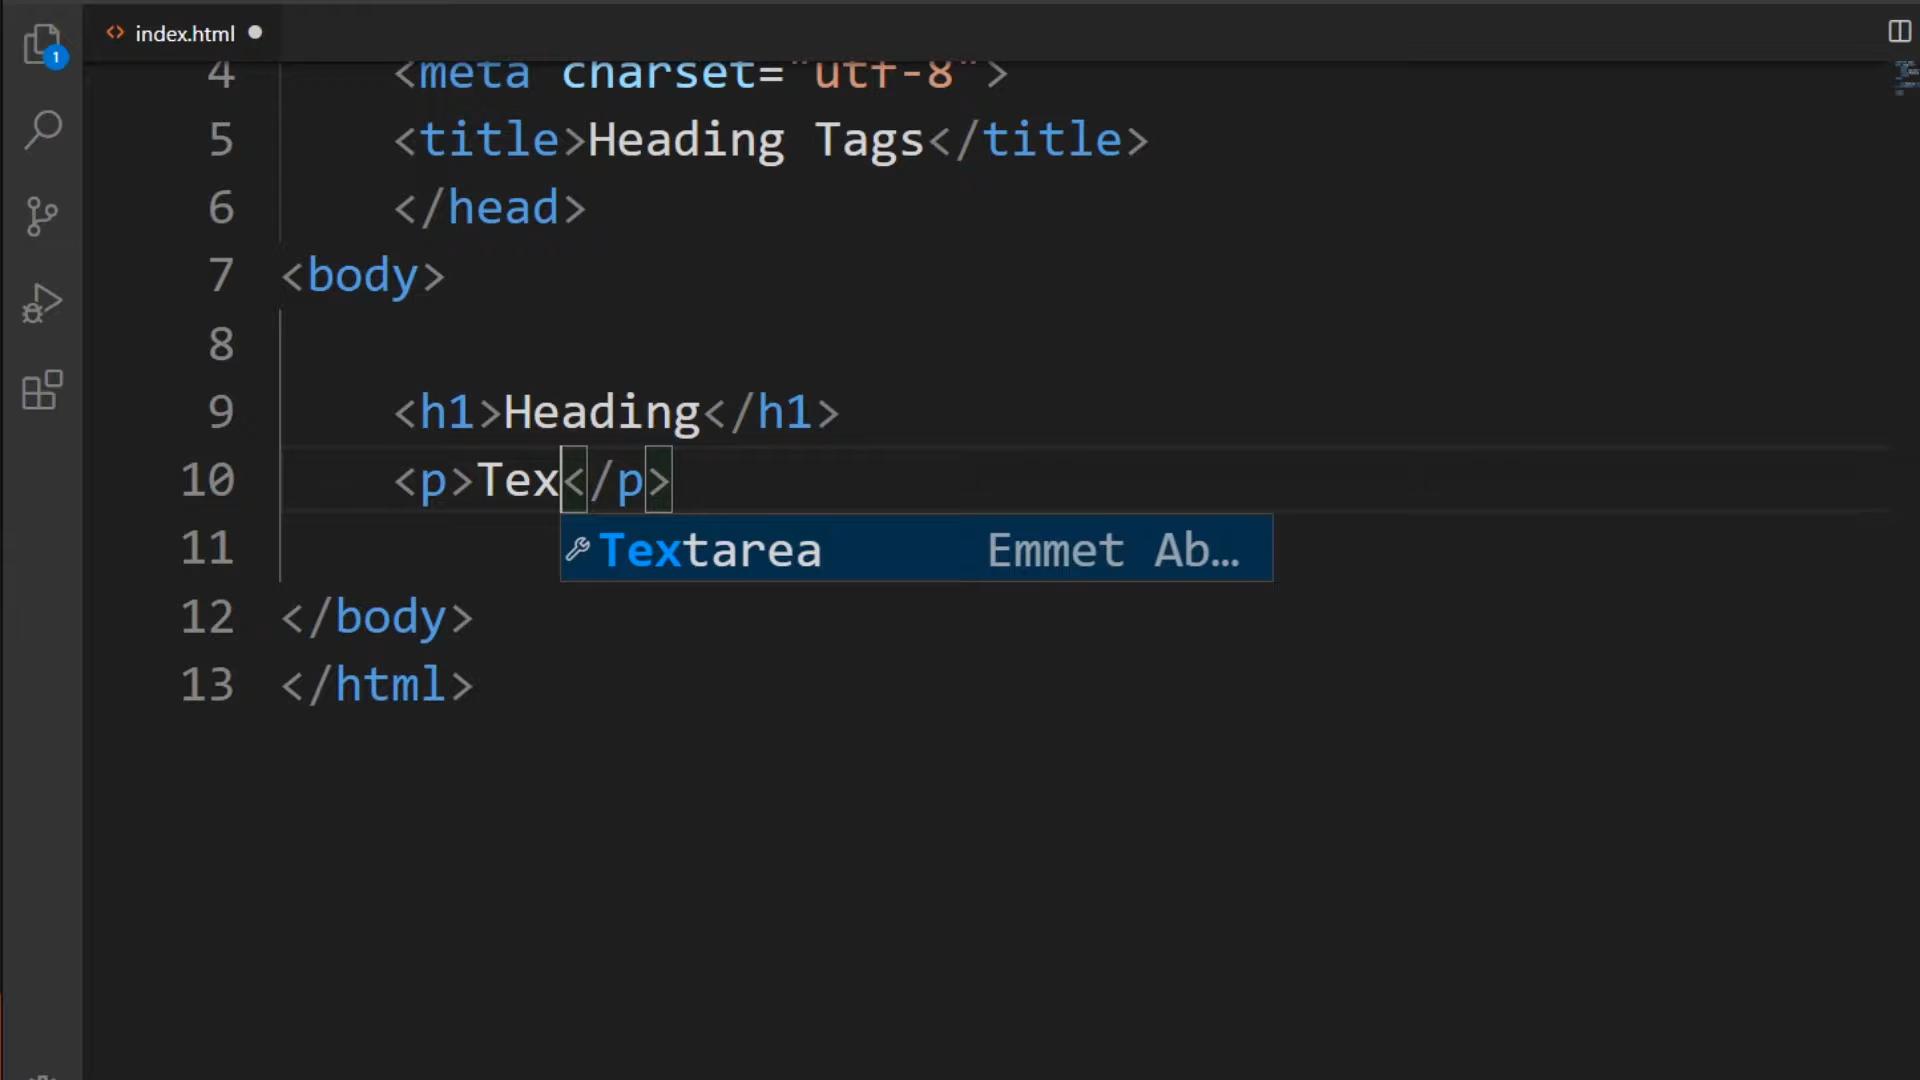 1
<> index.html
4 <meta charset="utf-8">
5 <title>Heading Tags</title>
6 </head>
7 <body>
8
9 <h1>Heading</h1>
10 <p>Tex</p>
11 Textarea Emmet Ab…
12 </body>
13 </html>